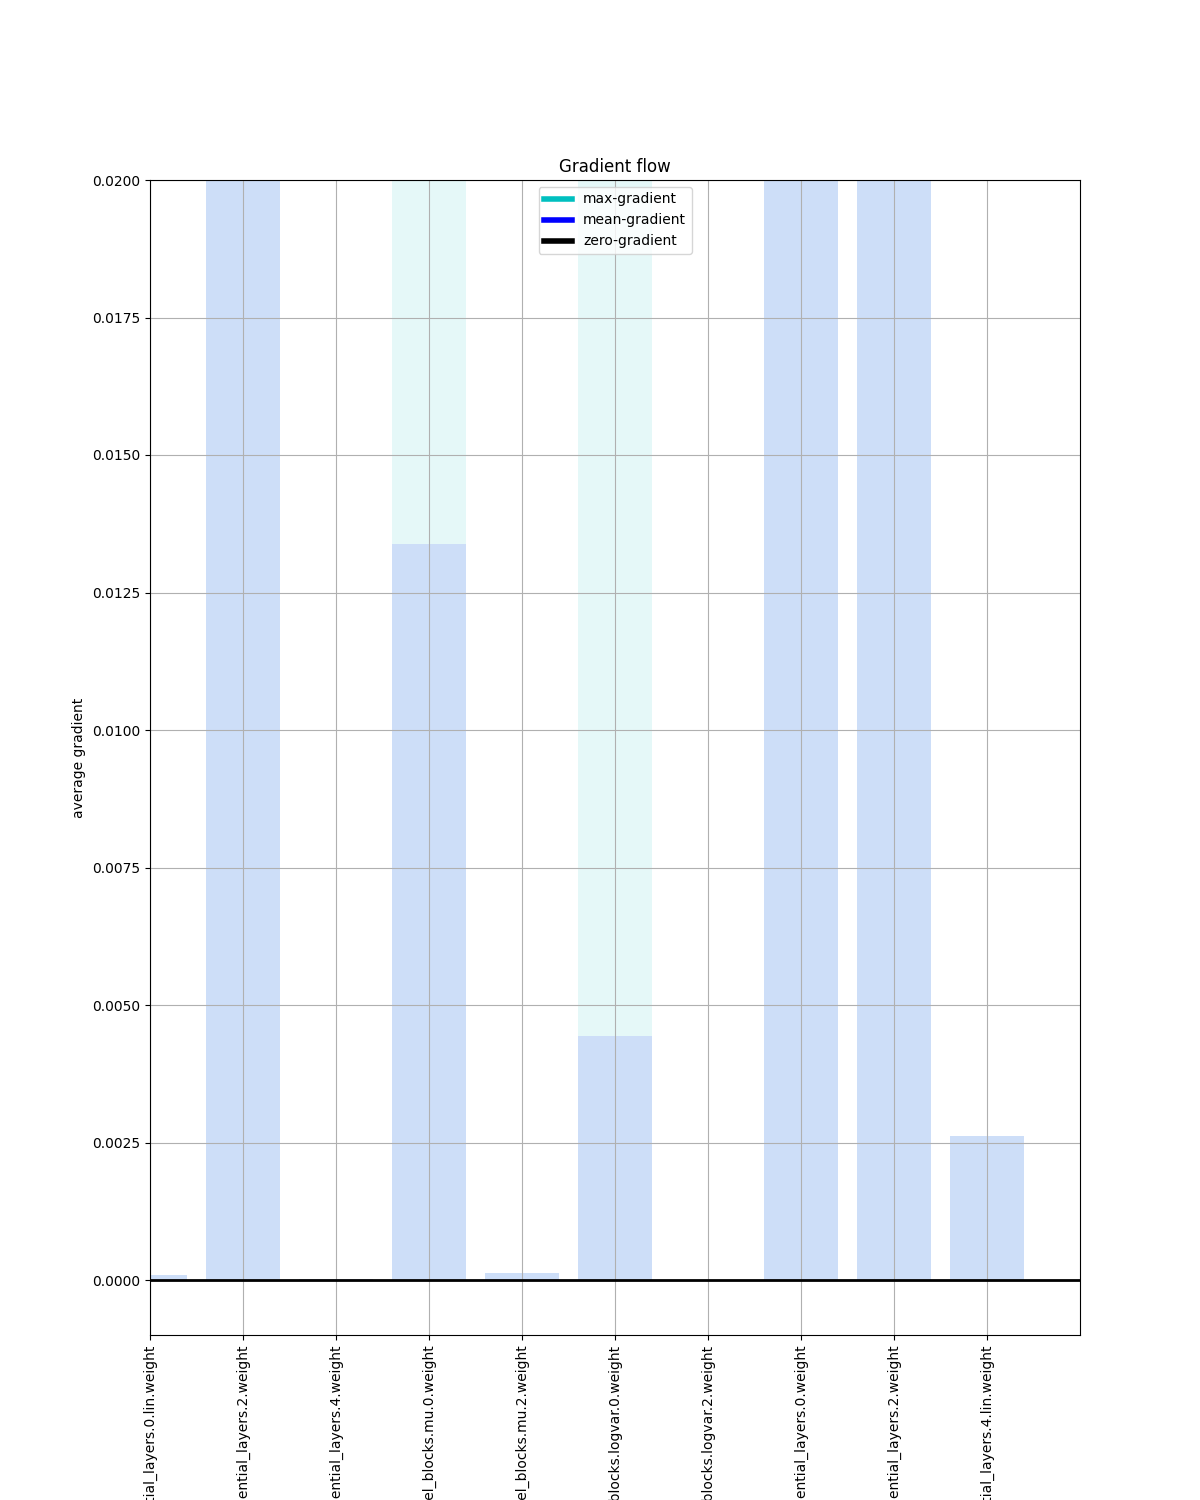 Gradient flow
max-gradient
mean-gradient
zero-gradient
0.0200
0.0175
0.0150
0.0125
0.0100
0.0075
0.0050
0.0025
0.0000
average gradient
tial_layers.0.lin.weight
ential_layers.2.weight
ential_layers.4.weight
el_blocks.mu.0.weight
el_blocks.mu.2.weight
blocks.logvar.0.weight
blocks.logvar.2.weight
ential_layers.0.weight
ential_layers.2.weight
tial_layers.4.lin.weight